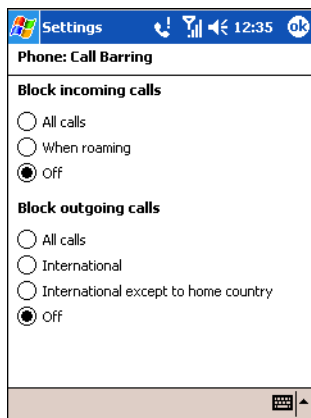 Settings 12:35 ok
Phone: Call Barring
Block incoming calls
All calls
When roaming
Off
Block outgoing calls
All calls
International
International except to home country
Off